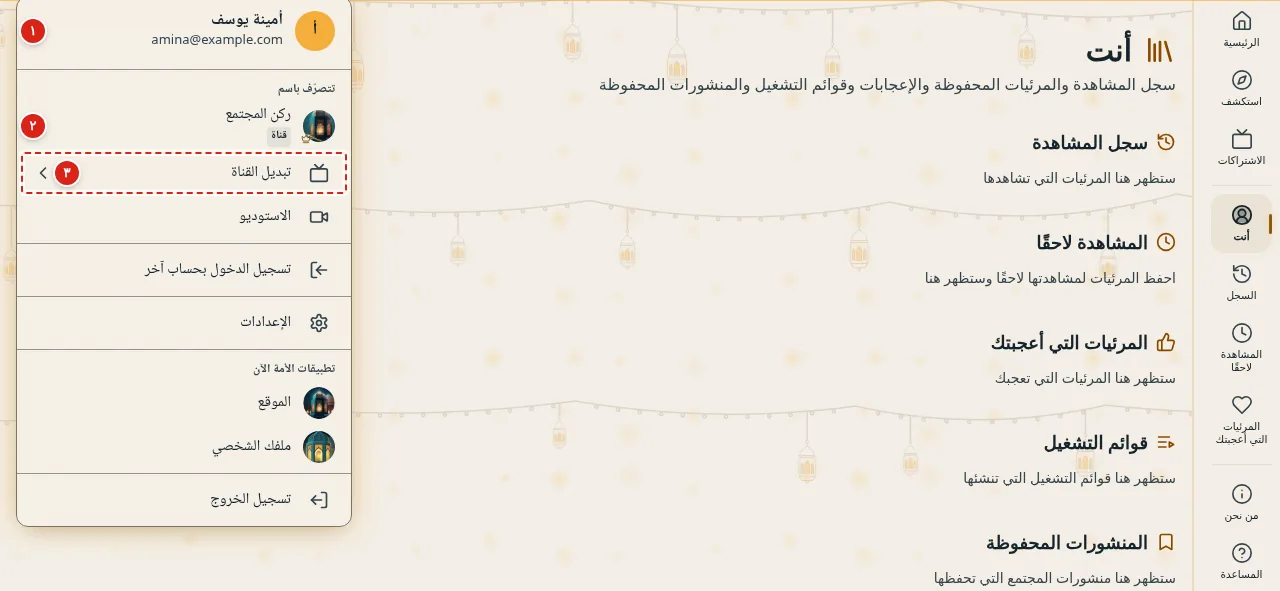 الرئيسية
استكشف
الاشتراكات
أنت
السجل
المشاهدة
لاحقًا
المرئيات
التي أعجبتك
من نحن
المساعدة
أنت
سجل المشاهدة والمرئيات المحفوظة والإعجابات وقوائم التشغيل والمنشورات المحفوظة
سجل المشاهدة
ستظهر هنا المرئيات التي تشاهدها
المشاهدة لاحقًا
احفظ المرئيات لمشاهدتها لاحقًا وستظهر هنا
المرئيات التي أعجبتك
ستظهر هنا المرئيات التي تعجبك
قوائم التشغيل
ستظهر هنا قوائم التشغيل التي تنشئها
المنشورات المحفوظة
ستظهر هنا منشورات المجتمع التي تحفظها
أ
أمينة يوسف
١
amina@example.com
تتصرّف باسم
ركن المجتمع
٢
قناة
تبديل القناة
٣
الاستوديو
تسجيل الدخول بحساب آخر
الإعدادات
تطبيقات الأمة الآن
الموقع
ملفك الشخصي
تسجيل الخروج